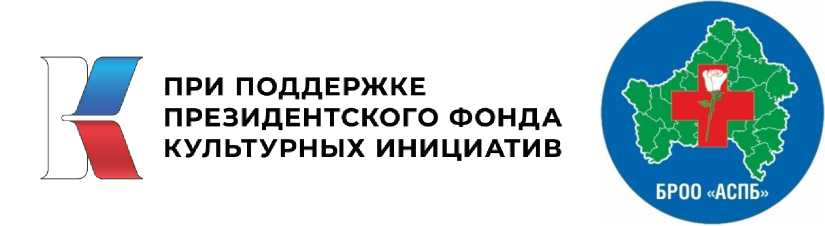 ПРИ ПОДДЕРЖКЕ
ПРЕЗИДЕНТСКОГО ФОНДА
КУЛЬТУРНЫХ ИНИЦИАТИВ
БРОО «АСПБ»